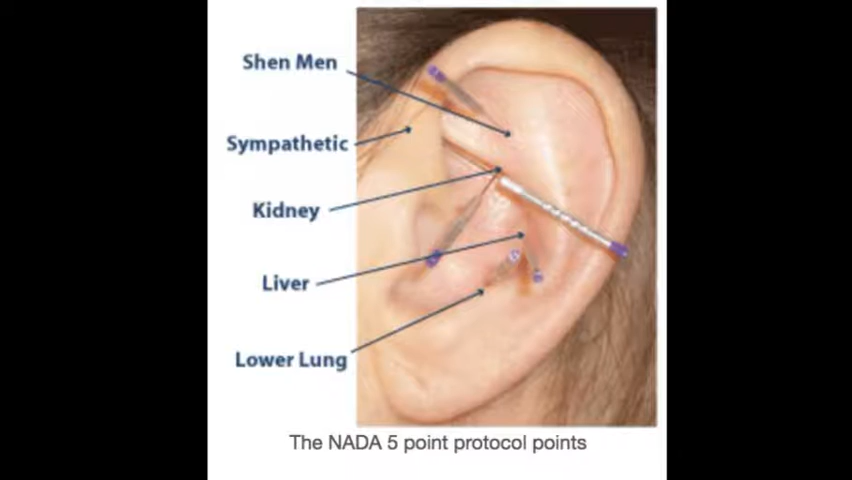 Shen Men
Sympathetic
Kidney
Liver
Lower Lung
The NADA 5 point protocol points